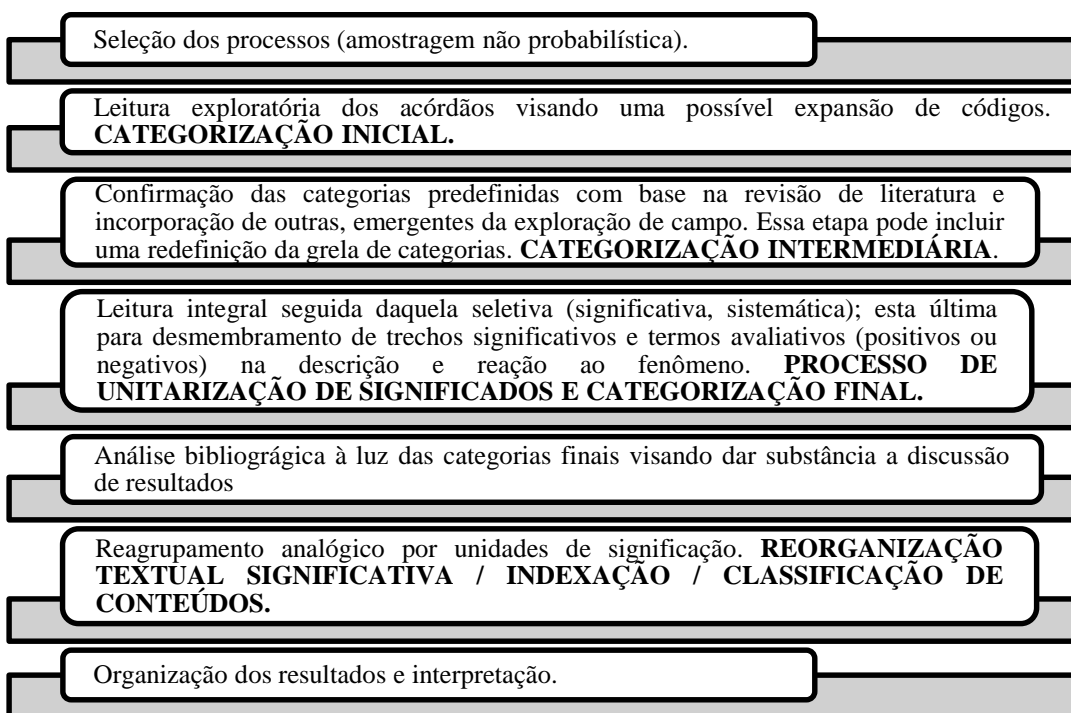 Seleção dos processos (amostragem não probabilística).
Leitura exploratória dos acórdãos visando uma possível expansão de códigos.
CATEGORIZAÇÃO INICIAL.
Confirmação das categorias predefinidas com base na revisão de literatura e
incorporação de outras, emergentes da exploração de campo. Essa etapa pode incluir
uma redefinição da grela de categorias. CATEGORIZAÇÃO INTERMEDIÁRIA.
Leitura integral seguida daquela seletiva (significativa, sistemática); esta última
para desmembramento de trechos significativos e termos avaliativos (positivos ou
negativos) na descrição e reação ao fenômeno. PROCESSO DE
UNITARIZAÇÃO DE SIGNIFICADOS E CATEGORIZAÇÃO FINAL.
Análise bibliográgica à luz das categorias finais visando dar substância a discussão
de resultados
Reagrupamento analógico por unidades de significação. REORGANIZAÇÃO
TEXTUAL SIGNIFICATIVA / INDEXAÇÃO / CLASSIFICAÇÃO DE
CONTEÚDOS.
Organização dos resultados e interpretação.